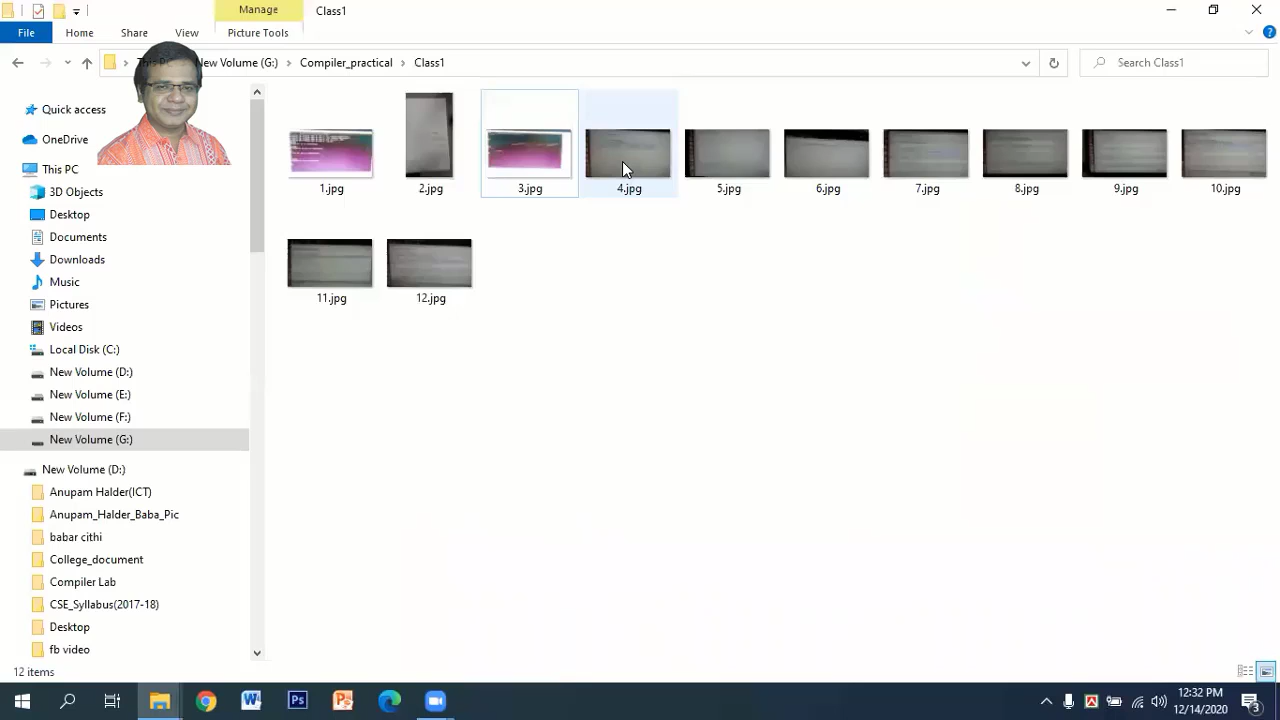 Manage
Class1
File
Home
Share
View
Picture Tools
New Volume (G:)
Compiler_practical
Class1
Search Class1
Quick access
OneDrive
This PC
3D Objects
Desktop
Documents
Downloads
Music
Pictures
Videos
Local Disk (C:)
New Volume (D:)
New Volume (E:)
New Volume (F:)
New Volume (G:)
New Volume (D:)
Anupam Halder(ICT)
Anupam_Halder_Baba_Pic
babar cithi
College_document
Compiler Lab
CSE_Syllabus(2017-18)
Desktop
fb video
1.jpg
2.jpg
3.jpg
4.jpg
5.jpg
6.jpg
7.jpg
8.jpg
9.jpg
10.jpg
11.jpg
12.jpg
12 items
12:32 PM
12/14/2020
3